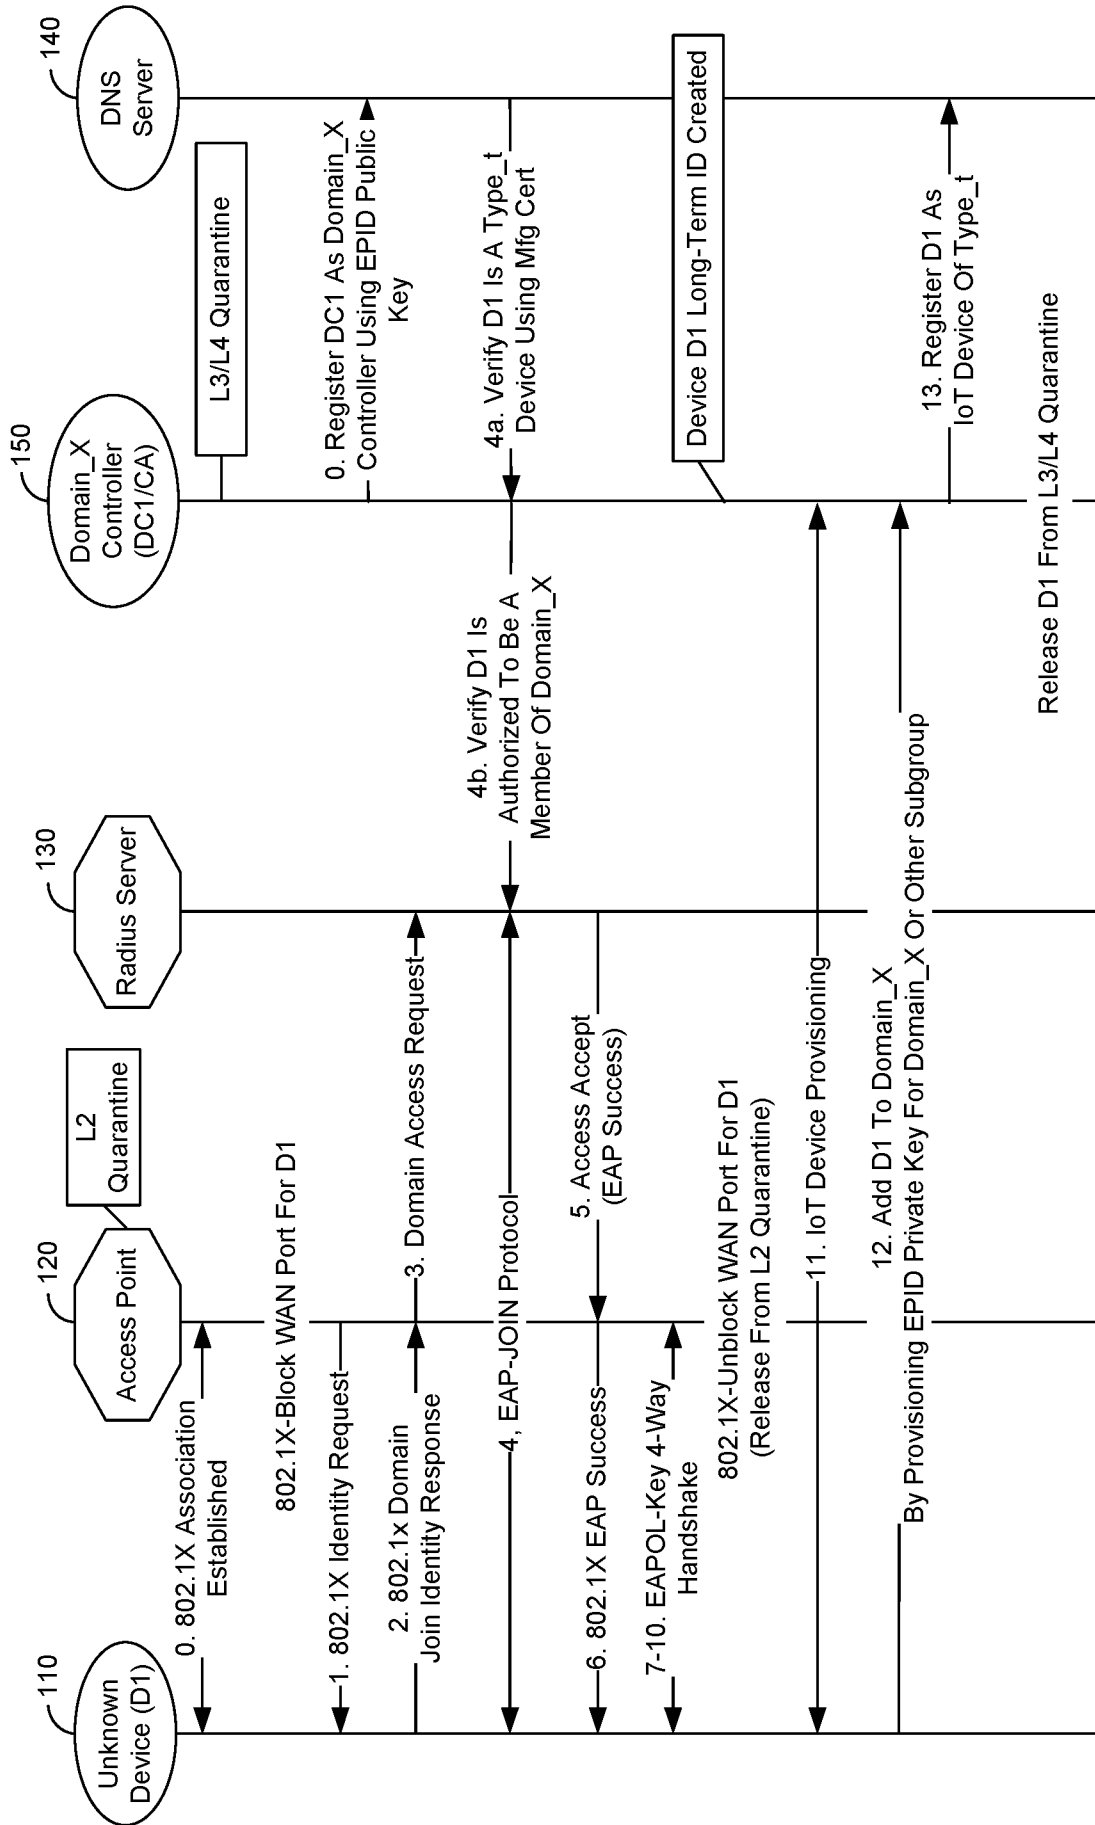 110
Unknown
Device (D1)
120
Access Point
L2
Quarantine
130
Radius Server
150
Domain_X
Controller
(DC1/CA)
L3/L4 Quarantine
140
DNS
Server
0. 802.1X Association
Established
802.1X-Block WAN Port For D1
0. Register DC1 As Domain_X
Controller Using EPID Public
Key
1. 802.1X Identity Request
2. 802.1x Domain
Join Identity Response
3. Domain Access Request
4, EAP-JOIN Protocol
4b. Verify D1 Is
Authorized To Be A
Member Of Domain_X
4a. Verify D1 Is A Type_t
Device Using Mfg Cert
5. Access Accept
(EAP Success)
6. 802.1X EAP Success
7-10. EAPOL-Key 4-Way
Handshake
802.1X-Unblock WAN Port For D1
(Release From L2 Quarantine)
Device D1 Long-Term ID Created
11. IoT Device Provisioning
12. Add D1 To Domain_X
By Provisioning EPID Private Key For Domain_X Or Other Subgroup
13. Register D1 As
IoT Device Of Type_t
Release D1 From L3/L4 Quarantine